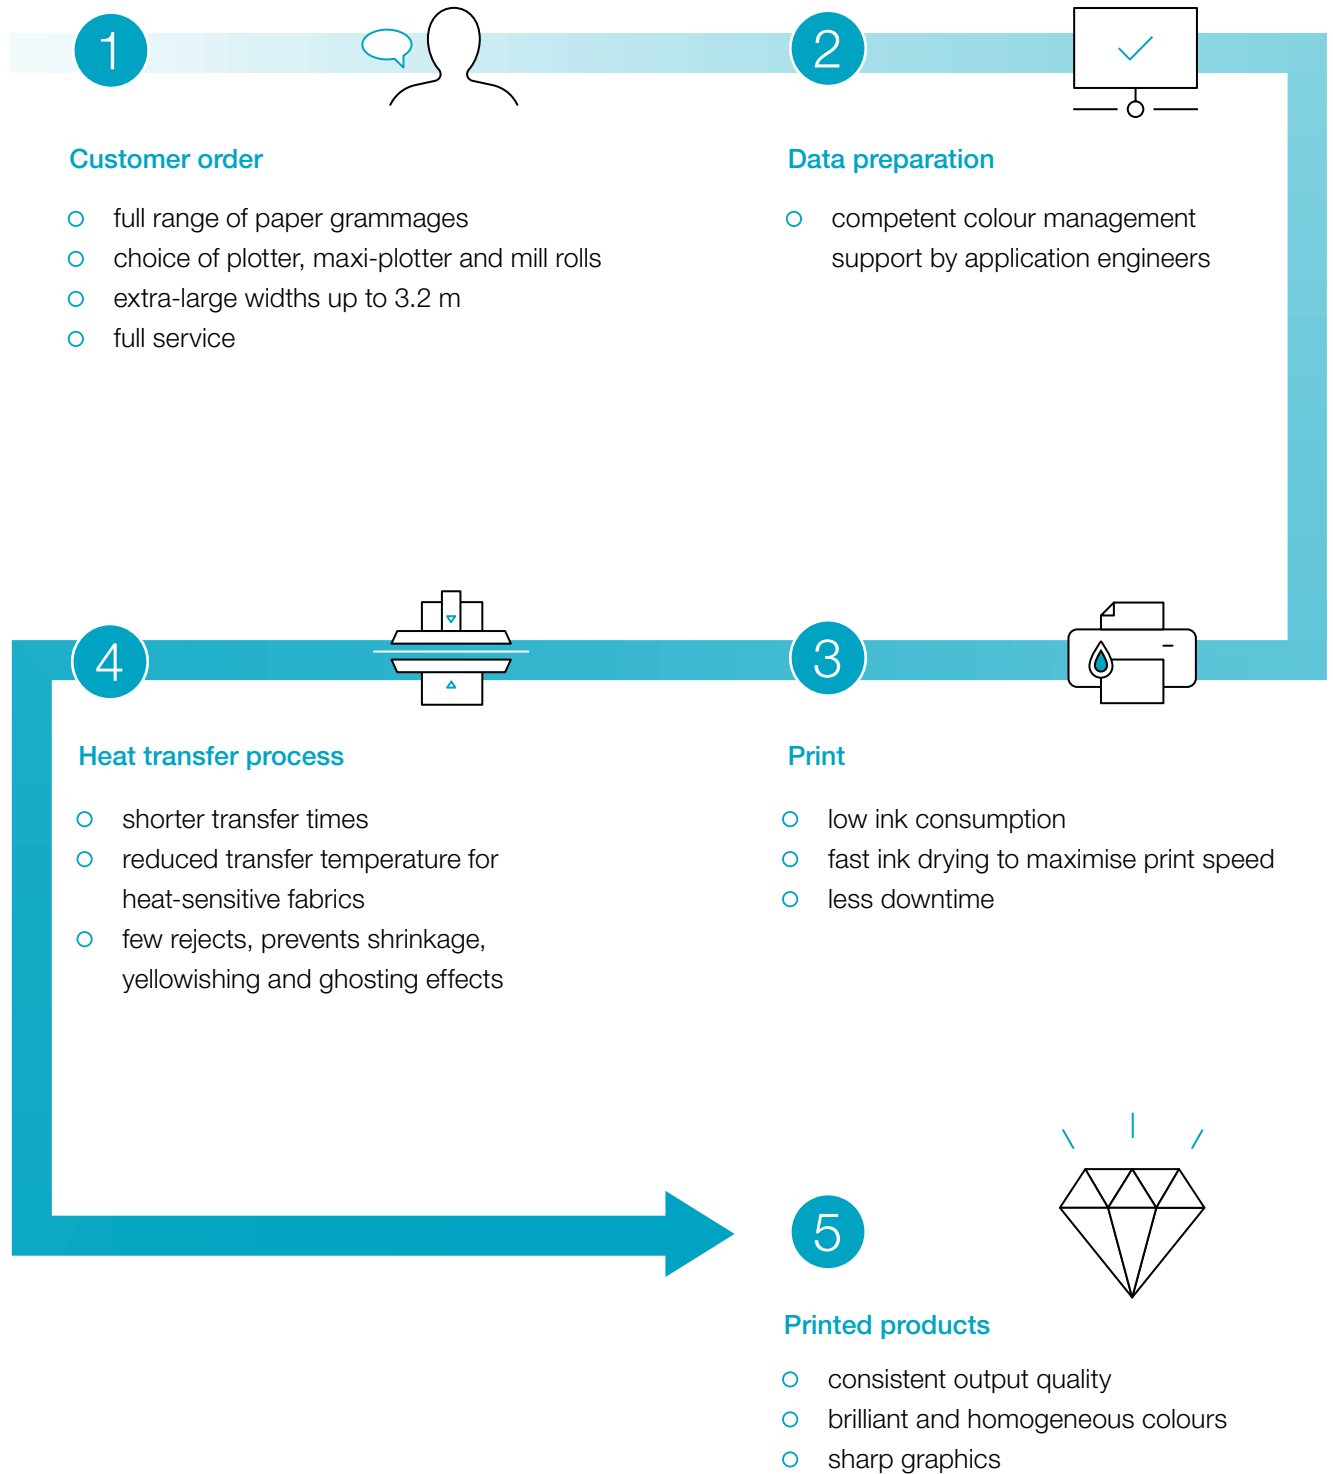 1
Customer order
full range of paper grammages
choice of plotter, maxi-plotter and mill rolls
extra-large widths up to 3.2 m
full service
2
Data preparation
competent colour management
support by application engineers
3
Print
low ink consumption
fast ink drying to maximise print speed
less downtime
4
Heat transfer process
shorter transfer times
reduced transfer temperature for
heat-sensitive fabrics
few rejects, prevents shrinkage,
yellowishing and ghosting effects
5
Printed products
consistent output quality
brilliant and homogeneous colours
sharp graphics